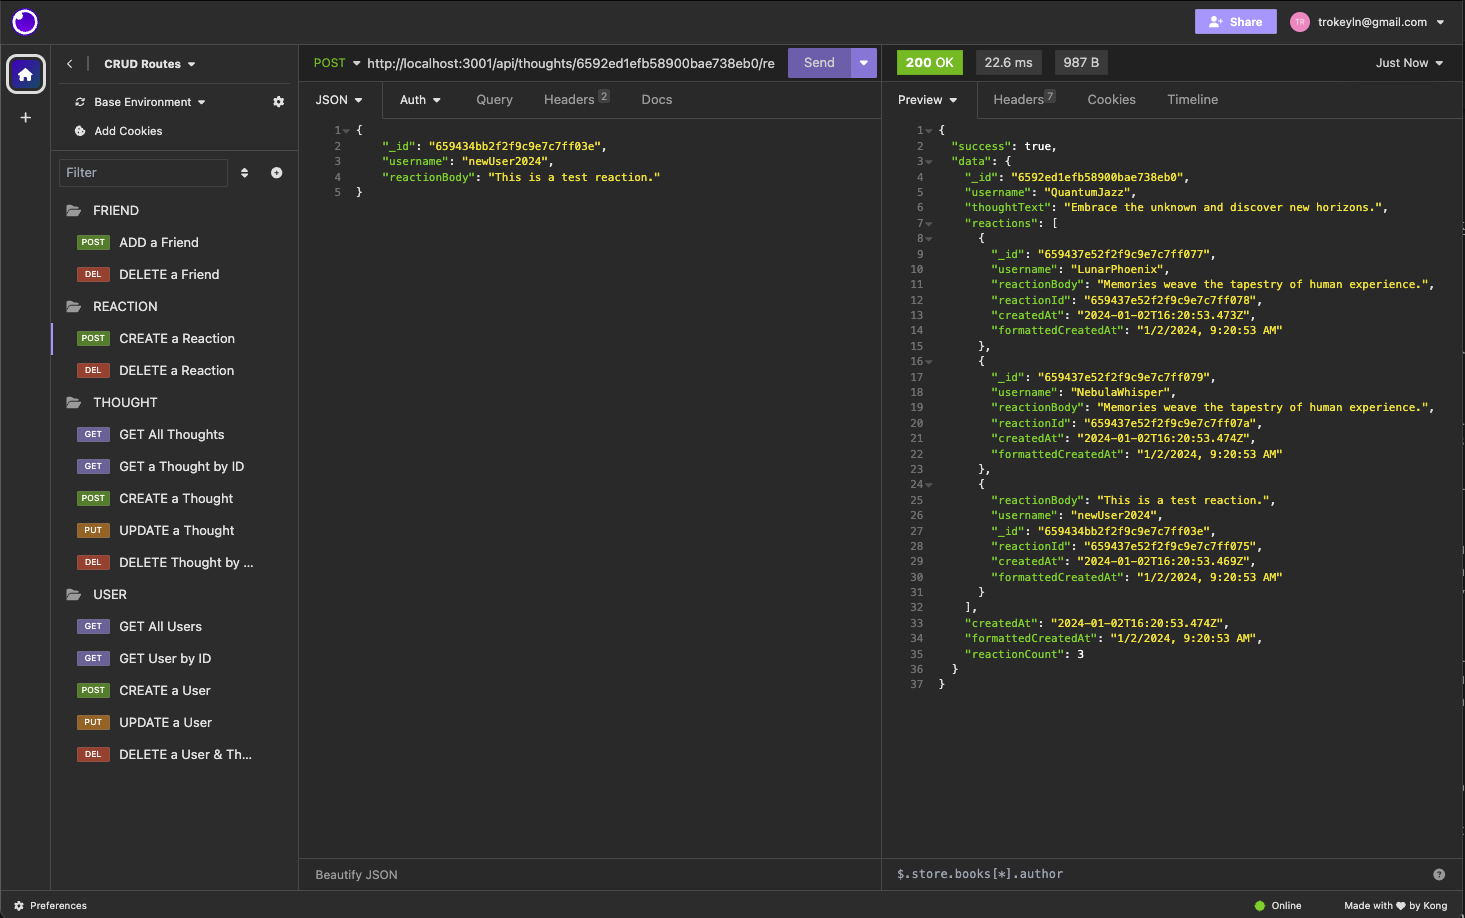 Share
TR
trokeyln@gmail.com
CRUD Routes
Base Environment
Add Cookies
Filter
FRIEND
POST ADD a Friend
DEL DELETE a Friend
REACTION
POST CREATE a Reaction
DEL DELETE a Reaction
THOUGHT
GET GET All Thoughts
GET GET a Thought by ID
POST CREATE a Thought
PUT UPDATE a Thought
DEL DELETE Thought by ...
USER
GET GET All Users
GET GET User by ID
POST CREATE a User
PUT UPDATE a User
DEL DELETE a User & Th...
POST http://localhost:3001/api/thoughts/6592ed1efb58900bae738eb0/re Send
JSON Auth Query Headers 2 Docs
1 {
2 "_id": "659434bb2f2f9c9e7c7ff03e",
3 "username": "newUser2024",
4 "reactionBody": "This is a test reaction."
5 }
Beautify JSON
200 OK 22.6 ms 987 B Just Now
Preview Headers 7 Cookies Timeline
1 {
2 "success": true,
3 "data": {
4 "_id": "6592ed1efb58900bae738eb0",
5 "username": "QuantumJazz",
6 "thoughtText": "Embrace the unknown and discover new horizons.",
7 "reactions": [
8 {
9 "_id": "659437e52f2f9c9e7c7ff077",
10 "username": "LunarPhoenix",
11 "reactionBody": "Memories weave the tapestry of human experience.",
12 "reactionId": "659437e52f2f9c9e7c7ff078",
13 "createdAt": "2024-01-02T16:20:53.473Z",
14 "formattedCreatedAt": "1/2/2024, 9:20:53 AM"
15 },
16 {
17 "_id": "659437e52f2f9c9e7c7ff079",
18 "username": "NebulaWhisper",
19 "reactionBody": "Memories weave the tapestry of human experience.",
20 "reactionId": "659437e52f2f9c9e7c7ff07a",
21 "createdAt": "2024-01-02T16:20:53.474Z",
22 "formattedCreatedAt": "1/2/2024, 9:20:53 AM"
23 },
24 {
25 "reactionBody": "This is a test reaction.",
26 "username": "newUser2024",
27 "_id": "659434bb2f2f9c9e7c7ff03e",
28 "reactionId": "659437e52f2f9c9e7c7ff075",
29 "createdAt": "2024-01-02T16:20:53.469Z",
30 "formattedCreatedAt": "1/2/2024, 9:20:53 AM"
31 }
32 ],
33 "createdAt": "2024-01-02T16:20:53.474Z",
34 "formattedCreatedAt": "1/2/2024, 9:20:53 AM",
35 "reactionCount": 3
36 }
37 }
$.store.books[*].author
Preferences
Online
Made with ♥ by Kong